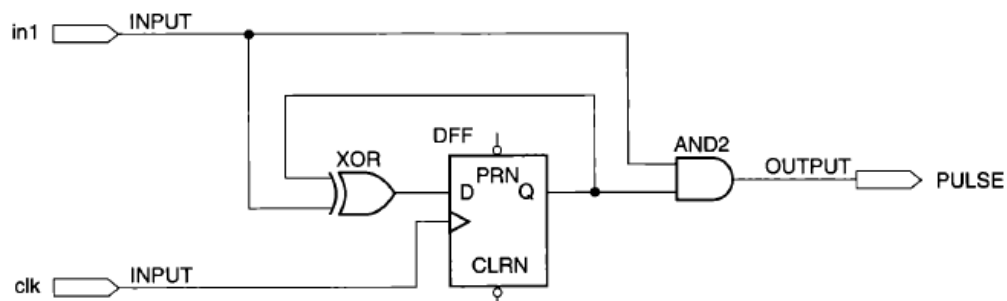 in1
INPUT
DFF
AND2
XOR
PRN
OUTPUT
D
Q
PULSE
CLRN
clk
INPUT